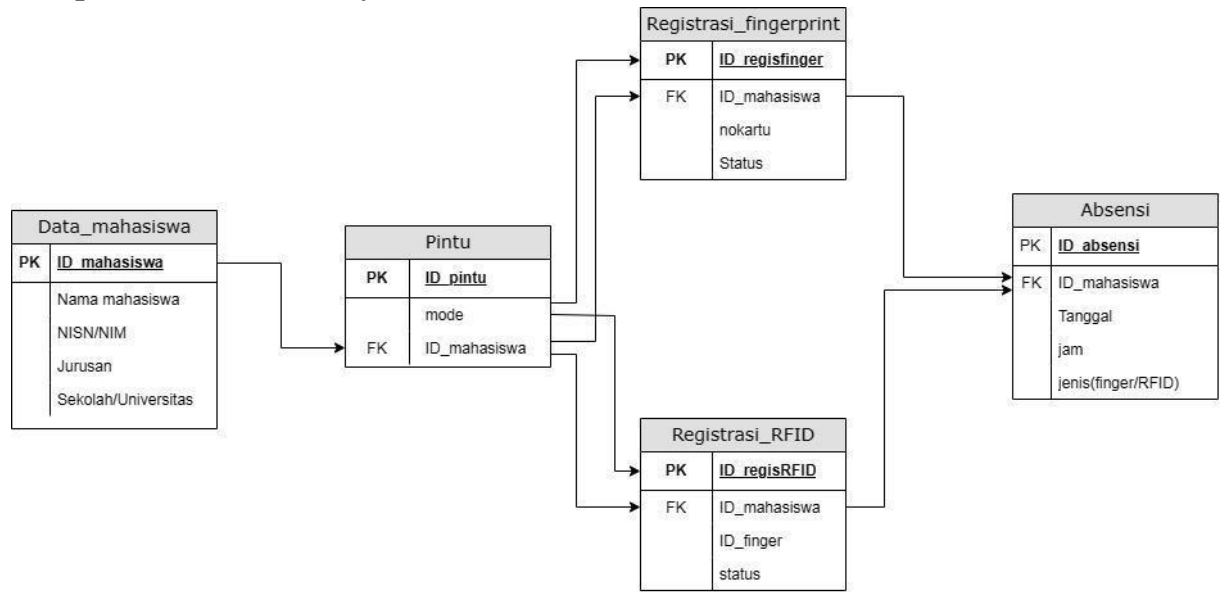 Registrasi_fingerprint
PK ID_regisfinger
FK ID_mahasiswa
nokartu
Status
Data_mahasiswa
PK ID_mahasiswa
Nama mahasiswa
NISN/NIM
Jurusan
Sekolah/Universitas
Pintu
PK ID_pintu
mode
FK ID_mahasiswa
Absensi
PK ID_absensi
FK ID_mahasiswa
Tanggal
jam
jenis(finger/RFID)
Registrasi_RFID
PK ID_regisRFID
FK ID_mahasiswa
ID_finger
status